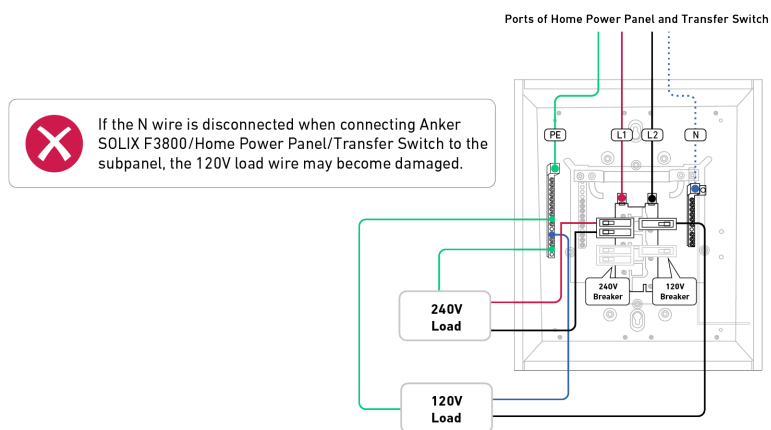 Ports of Home Power Panel and Transfer Switch
If the N wire is disconnected when connecting Anker
SOLIX F3800/Home Power Panel/Transfer Switch to the
subpanel, the 120V load wire may become damaged.
PE
L1
L2
N
240V
Breaker
120V
Breaker
240V
Load
120V
Load